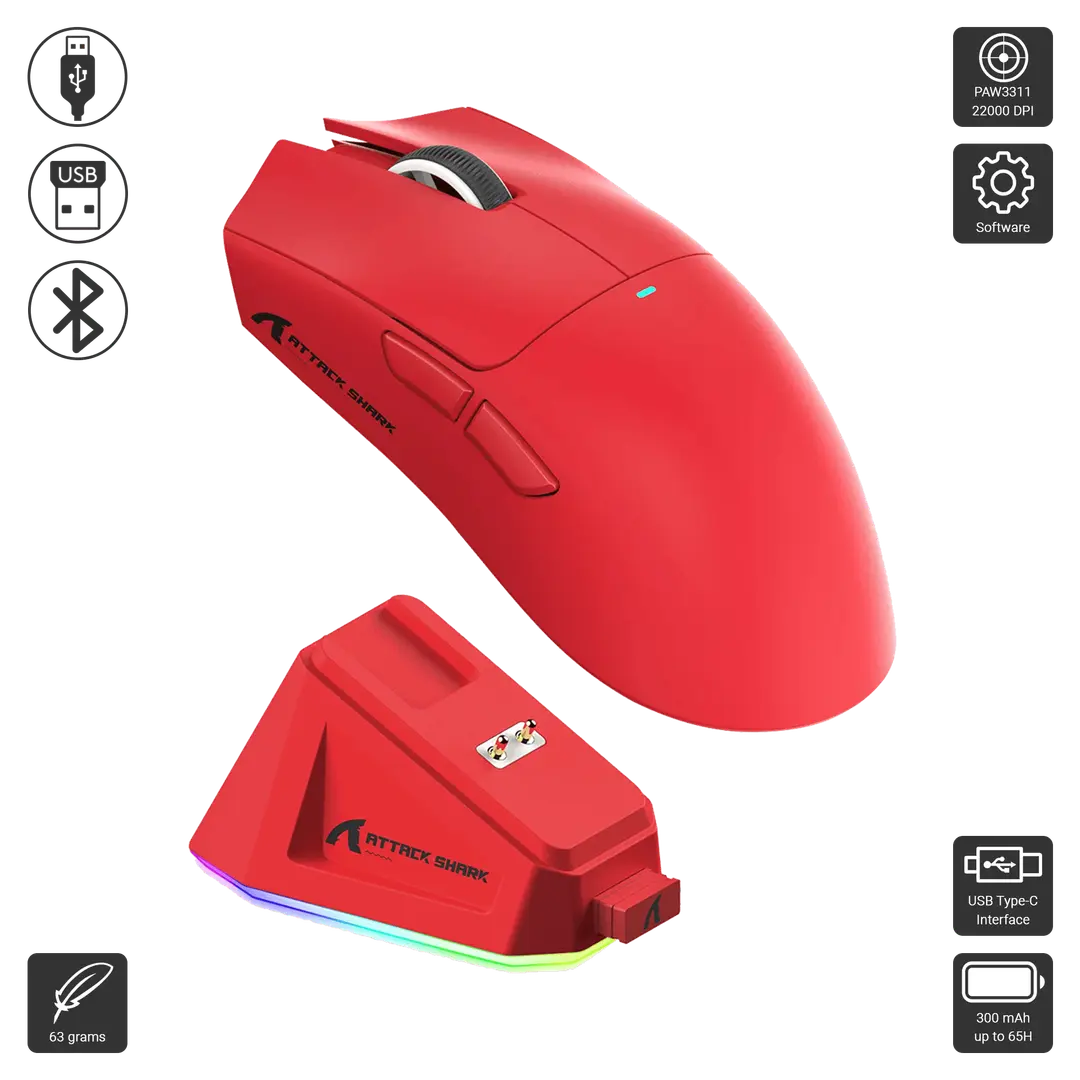 USB
PAW3311
22000 DPI
Software
ATTACK SHARK
ATTACK SHARK
USB Type-C
Interface
300 mAh
up to 65H
63 grams